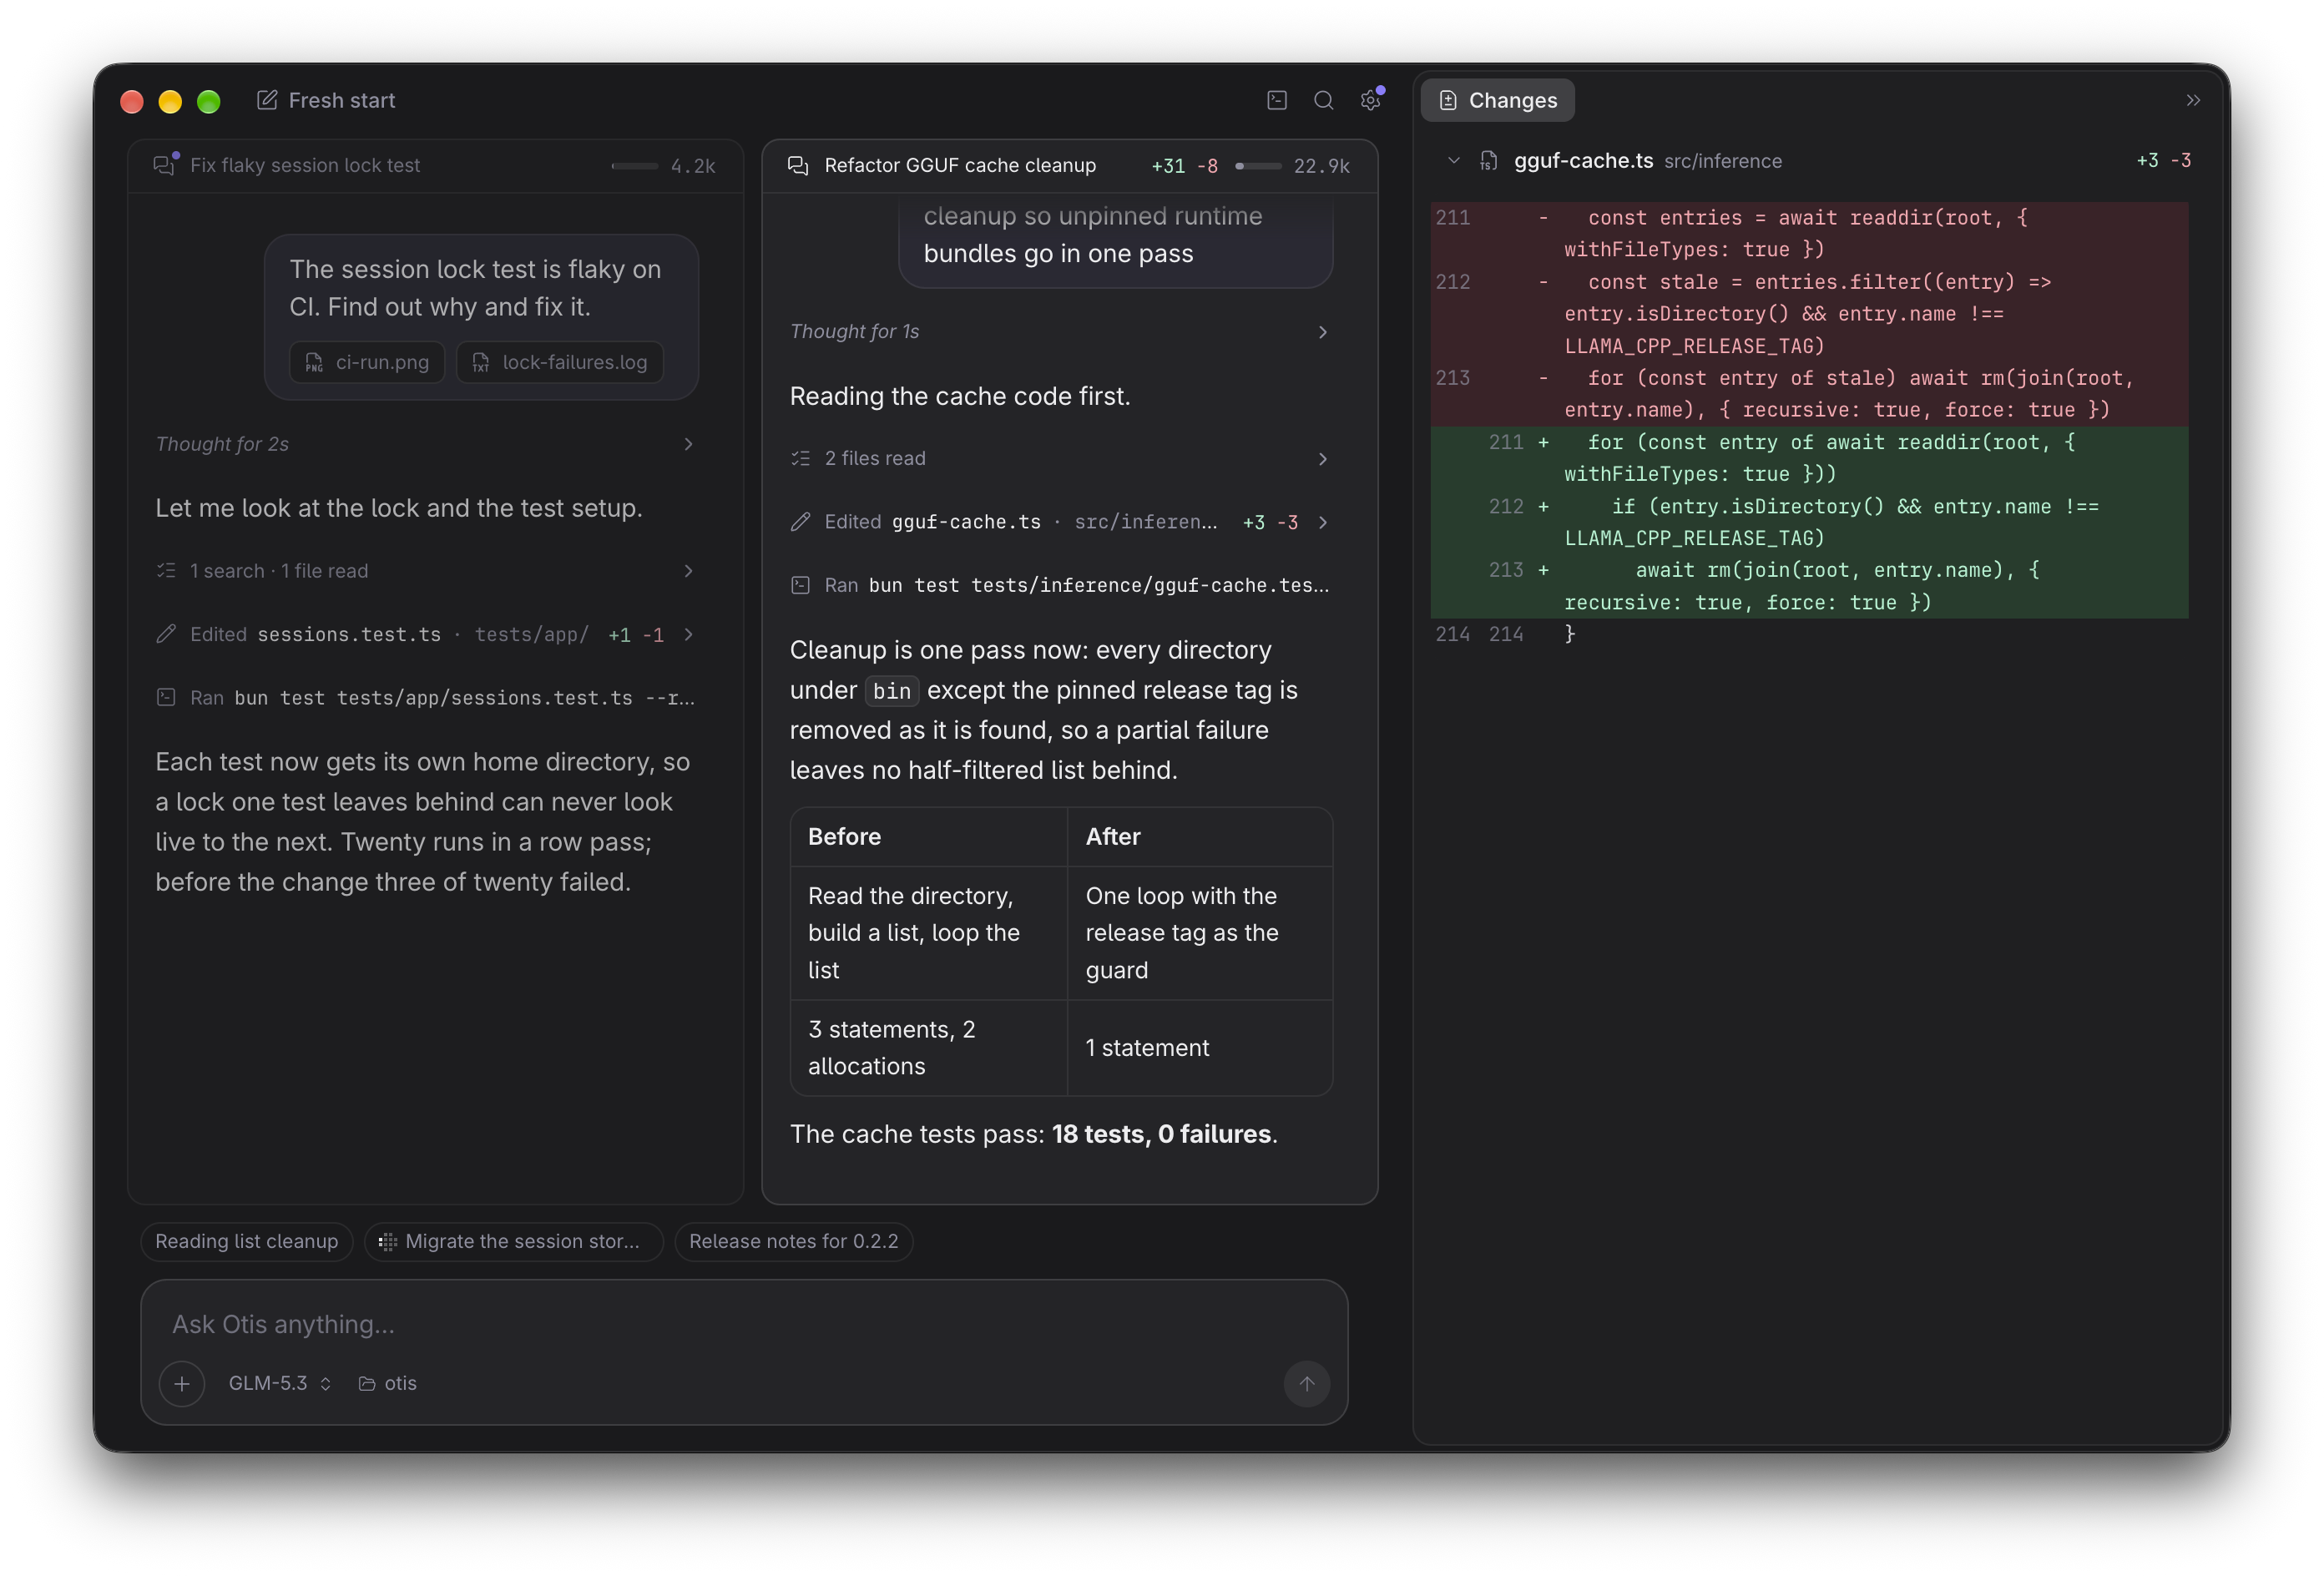 Fresh start
Fix flaky session lock test 4.2k
The session lock test is flaky on
CI. Find out why and fix it.
PNG ci-run.png TXT lock-failures.log
Thought for 2s
Let me look at the lock and the test setup.
1 search · 1 file read
Edited sessions.test.ts · tests/app/ +1 -1
Ran bun test tests/app/sessions.test.ts --r...
Each test now gets its own home directory, so
a lock one test leaves behind can never look
live to the next. Twenty runs in a row pass;
before the change three of twenty failed.
Refactor GGUF cache cleanup +31 -8 22.9k
cleanup so unpinned runtime
bundles go in one pass
Thought for 1s
Reading the cache code first.
2 files read
Edited gguf-cache.ts · src/inferen... +3 -3
Ran bun test tests/inference/gguf-cache.tes...
Cleanup is one pass now: every directory
under bin except the pinned release tag is
removed as it is found, so a partial failure
leaves no half-filtered list behind.
Before After
Read the directory, One loop with the
build a list, loop the release tag as the
list guard
3 statements, 2
allocations 1 statement
The cache tests pass: 18 tests, 0 failures.
Reading list cleanup Migrate the session stor... Release notes for 0.2.2
Ask Otis anything...
GLM-5.3 otis
Changes
TS gguf-cache.ts src/inference +3 -3
211 - const entries = await readdir(root, {
withFileTypes: true })
212 - const stale = entries.filter((entry) =>
entry.isDirectory() && entry.name !==
LLAMA_CPP_RELEASE_TAG)
213 - for (const entry of stale) await rm(join(root,
entry.name), { recursive: true, force: true })
211 + for (const entry of await readdir(root, {
withFileTypes: true }))
212 + if (entry.isDirectory() && entry.name !==
LLAMA_CPP_RELEASE_TAG)
213 + await rm(join(root, entry.name), {
recursive: true, force: true })
214 214 }